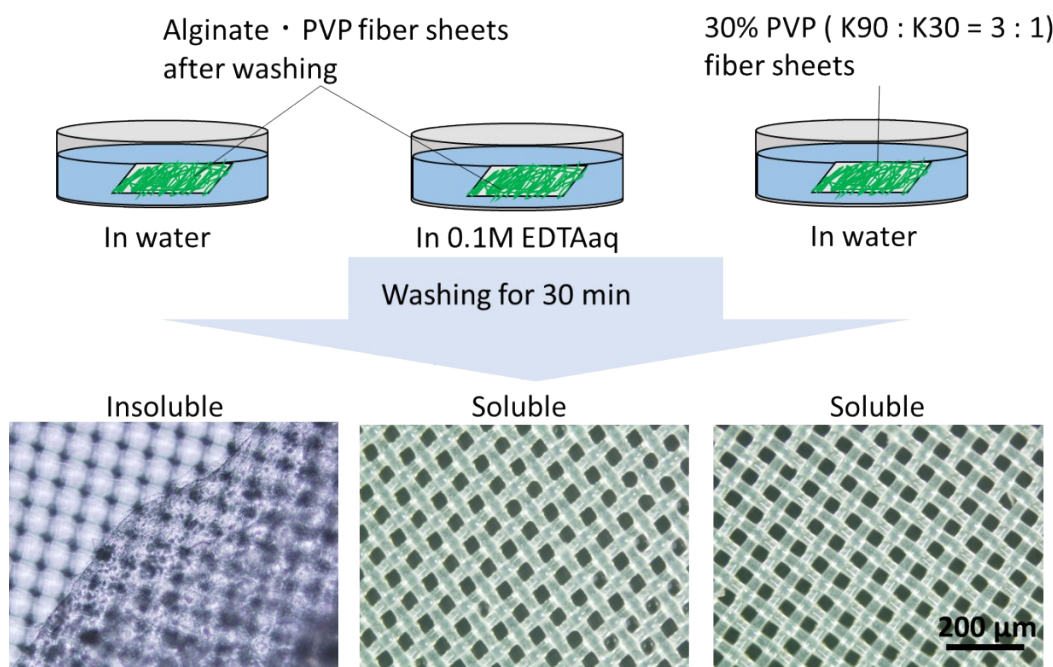 Alginate・PVP fiber sheets
after washing
30% PVP ( K90 : K30 = 3 : 1)
fiber sheets
In water
In 0.1M EDTAaq
In water
Washing for 30 min
Insoluble
Soluble
Soluble
200 μm